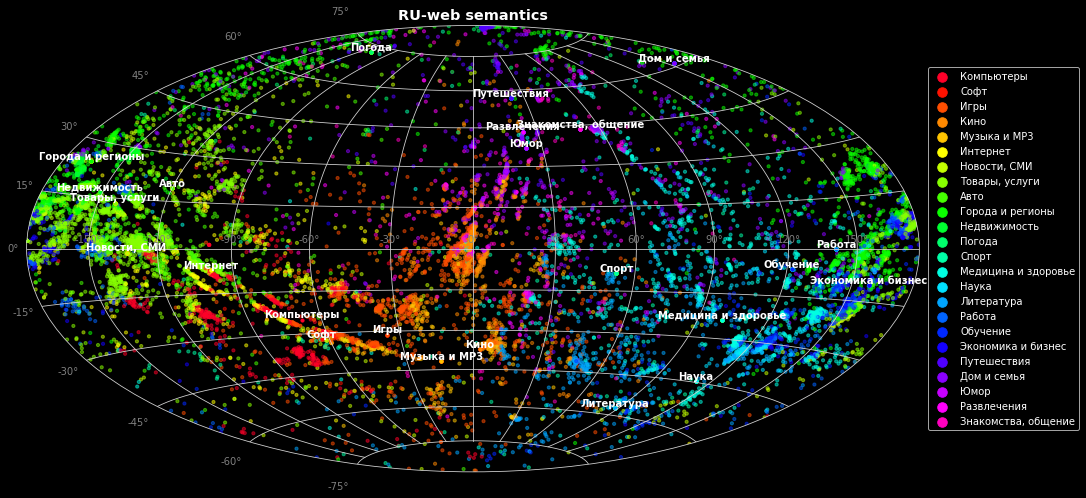 RU-web semantics
75°
60°
45°
30°
15°
0°
-15°
-30°
-45°
-60°
-75°
-90°
-60°
-30°
60°
90°
120°
Погода
Дом и семья
Путешествия
Развлечения
Знакомства, общение
Юмор
Города и регионы
Недвижимость
Авто
Товары, услуги
Новости, СМИ
Интернет
Работа
Обучение
Спорт
Экономика и бизнес
Компьютеры
Софт
Игры
Медицина и здоровье
Кино
Музыка и MP3
Наука
Литература
Компьютеры
Софт
Игры
Кино
Музыка и MP3
Интернет
Новости, СМИ
Товары, услуги
Авто
Города и регионы
Недвижимость
Погода
Спорт
Медицина и здоровье
Наука
Литература
Работа
Обучение
Экономика и бизнес
Путешествия
Дом и семья
Юмор
Развлечения
Знакомства, общение